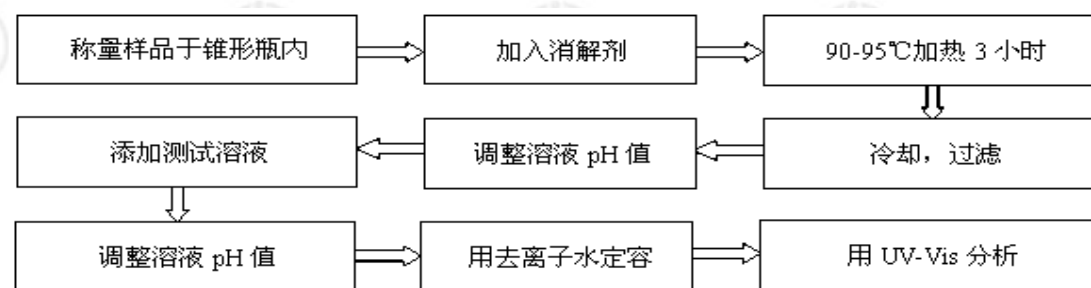 称量样品于锥形瓶内
加入消解剂
90-95℃加热 3 小时
冷却，过滤
调整溶液 pH 值
添加测试溶液
调整溶液 pH 值
用去离子水定容
用 UV-Vis 分析